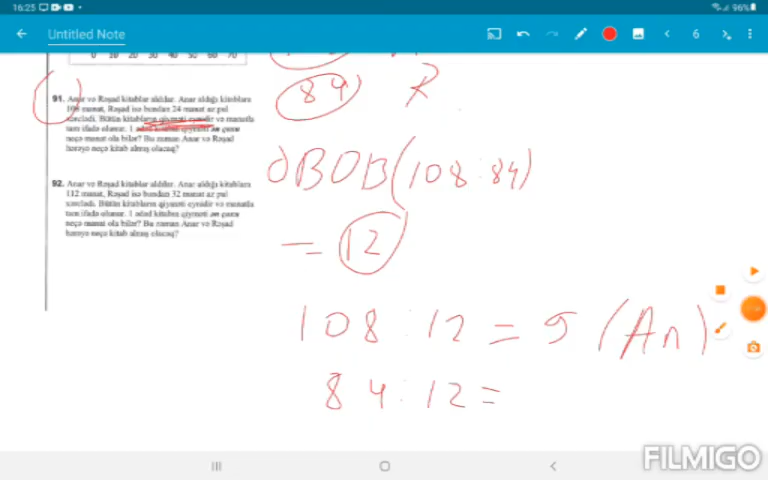 16:25
96%
Untitled Note
6
0 10 20 30 40 50 60 70
84 R
91. Anar və Rəşad kitablar aldılar. Anar aldığı kitablara
108 manat, Rəşad isə bundan 24 manat az pul
xərclədi. Bütün kitabların qiyməti eynidir və manatla
tam ifadə olunur. 1 ədəd kitabın qiyməti ən çoxu
neçə manat ola bilər? Bu zaman Anar və Rəşad
hərəyə neçə kitab almış olacaq?
92. Anar və Rəşad kitablar aldılar. Anar aldığı kitablara
112 manat, Rəşad isə bundan 32 manat az pul
xərclədi. Bütün kitabların qiyməti eynidir və manatla
tam ifadə olunur. 1 ədəd kitabın qiyməti ən çoxu
neçə manat ola bilər? Bu zaman Anar və Rəşad
hərəyə neçə kitab almış olacaq?
ƏBOB(108:84)
= 12
108:12=9 (An)
84:12=
FILMIGO